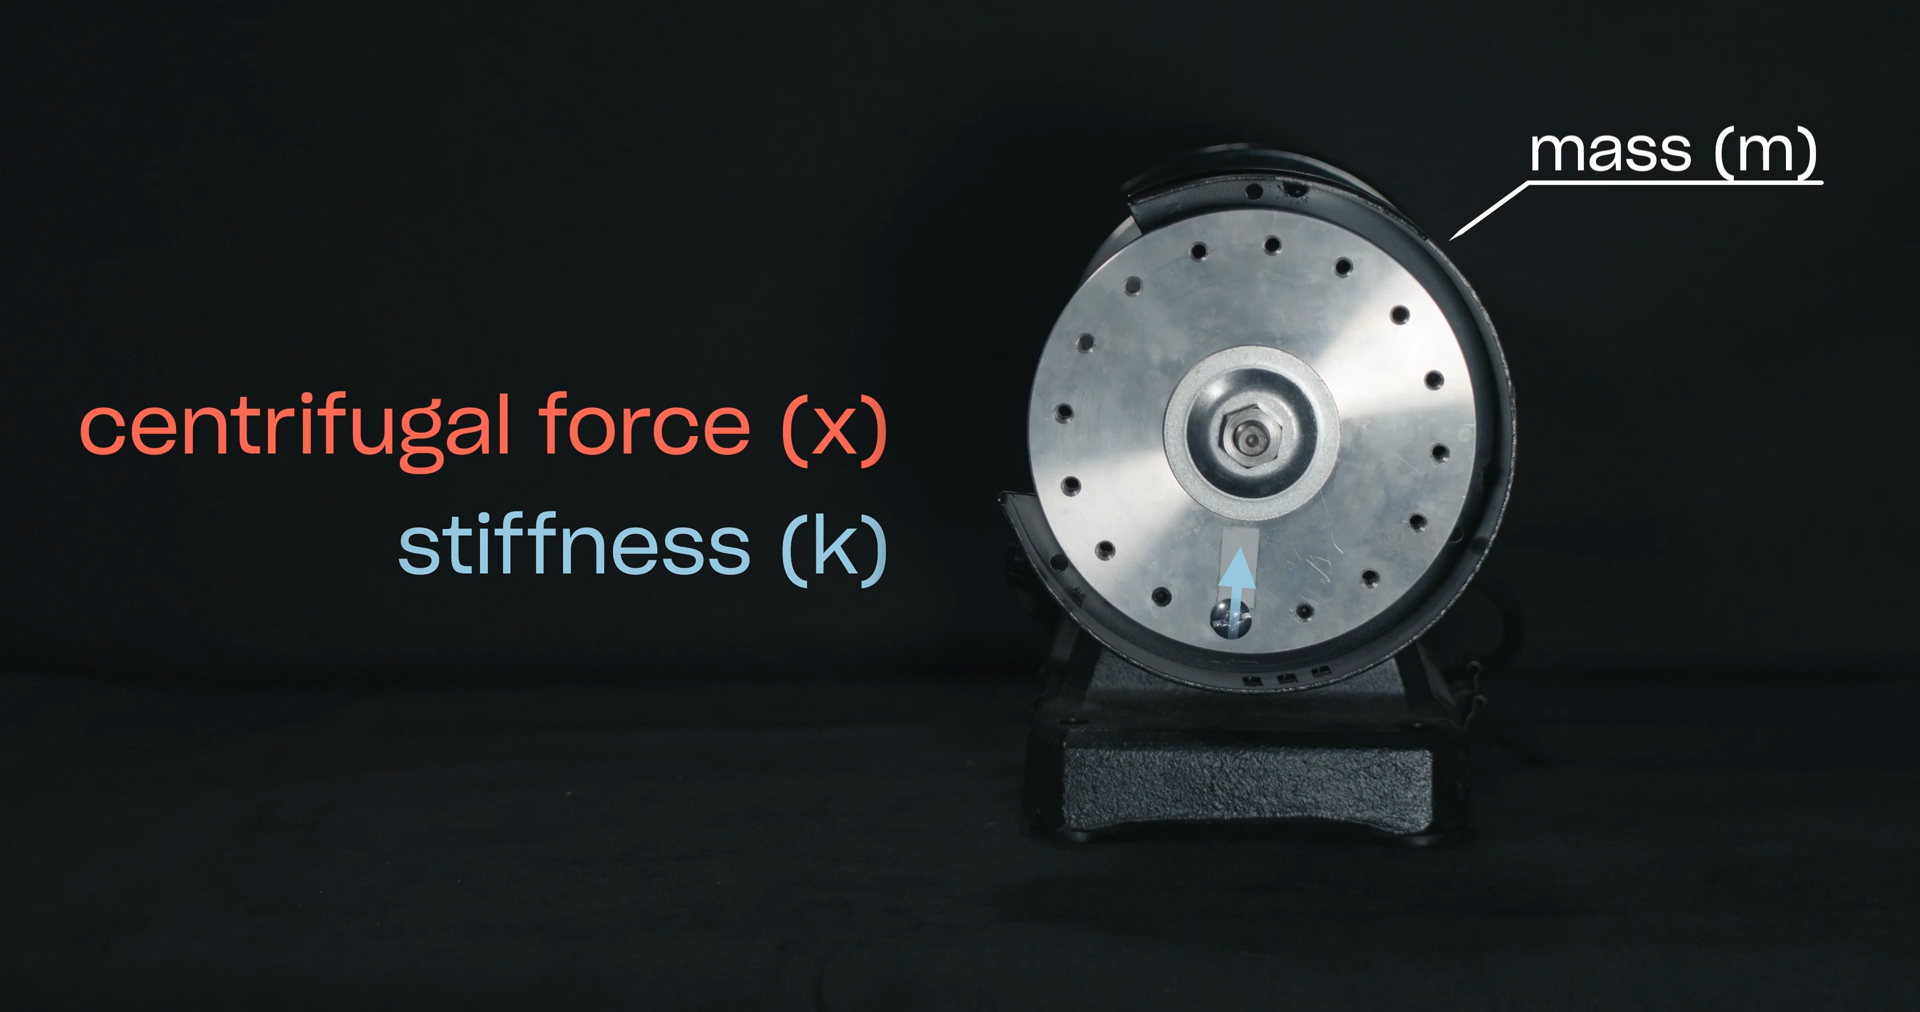 mass (m)
centrifugal force (x)
stiffness (k)